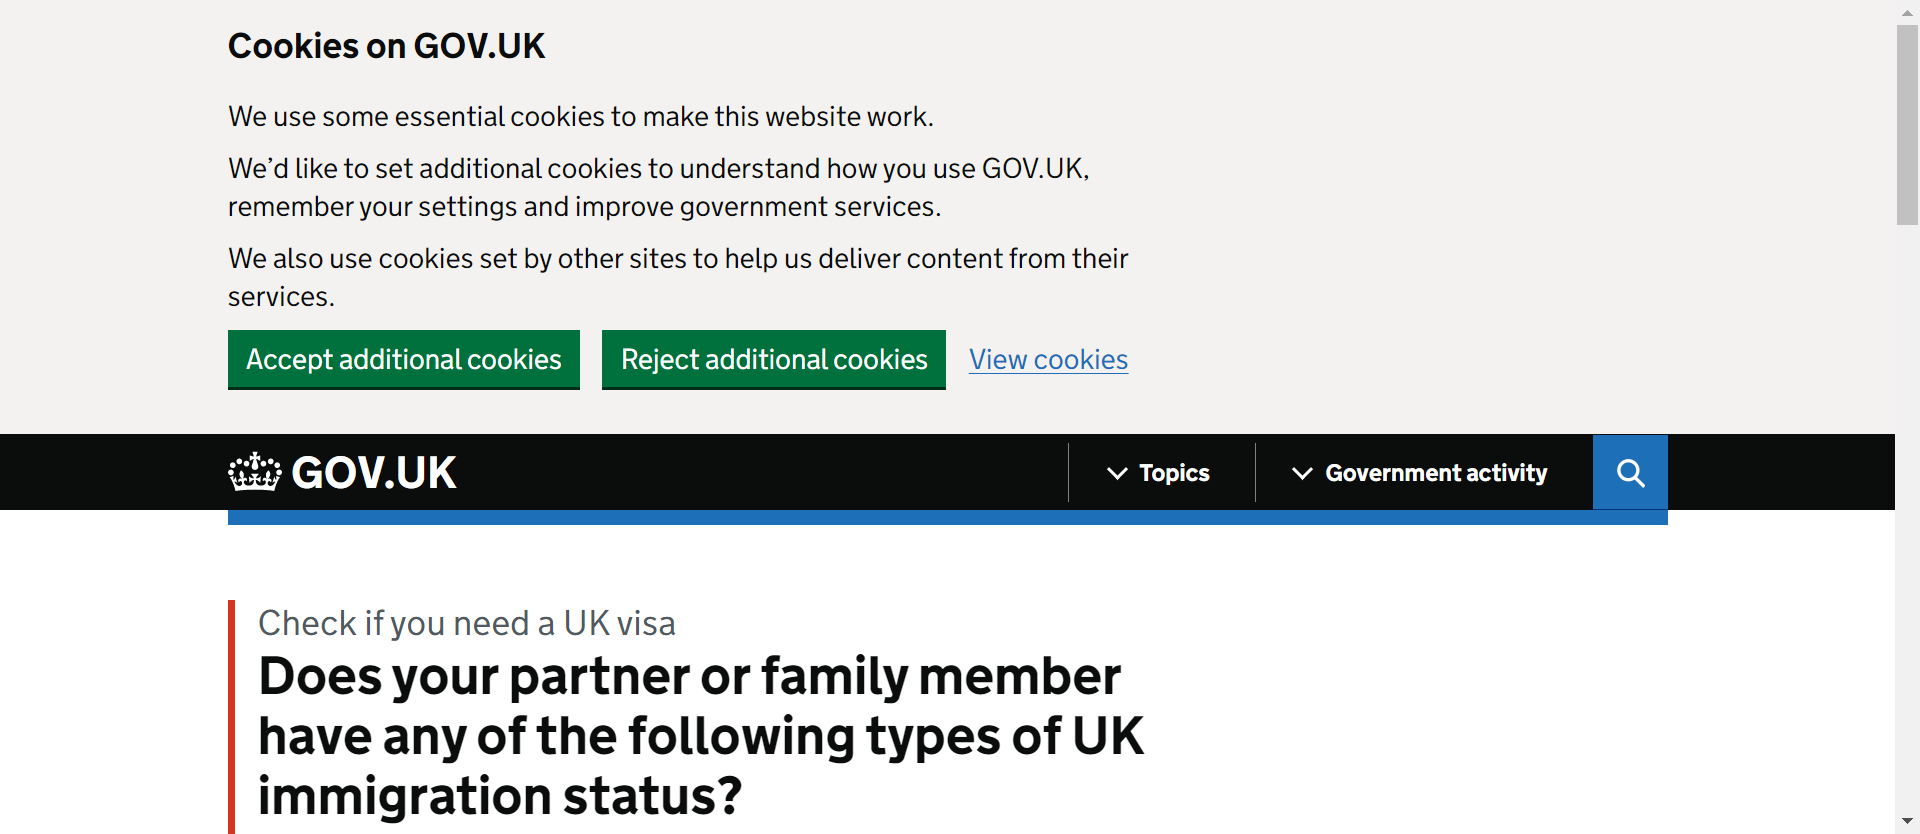 Cookies on GOV.UK
We use some essential cookies to make this website work.
We’d like to set additional cookies to understand how you use GOV.UK,
remember your settings and improve government services.
We also use cookies set by other sites to help us deliver content from their
services.
Accept additional cookies Reject additional cookies View cookies
GOV.UK Topics Government activity
Check if you need a UK visa
Does your partner or family member
have any of the following types of UK
immigration status?